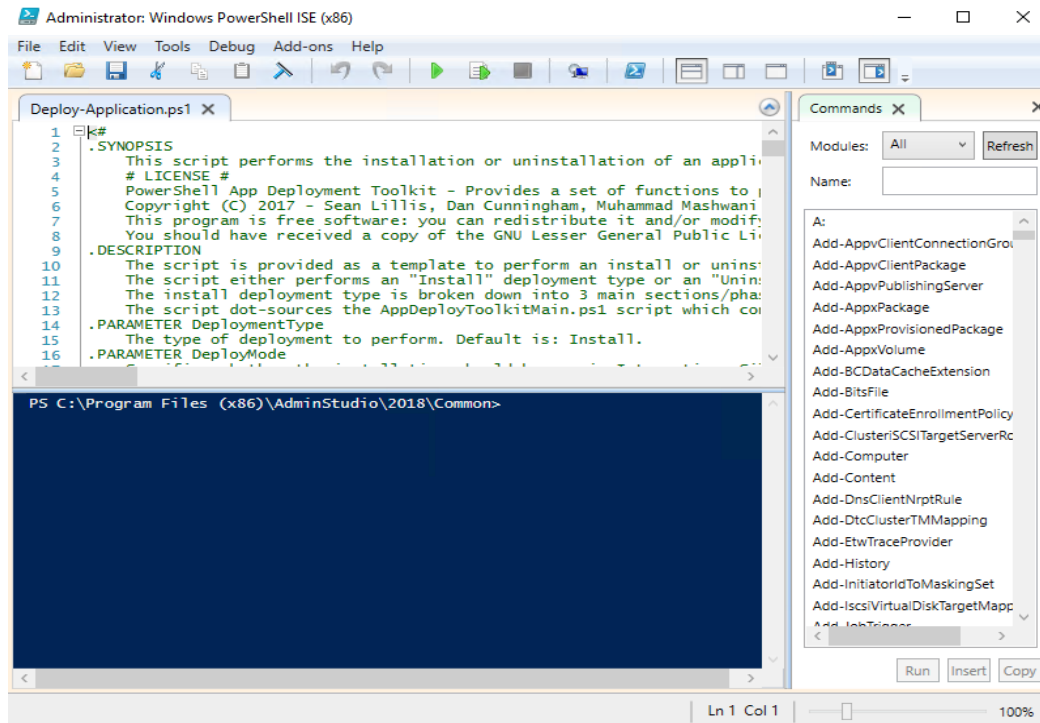 Administrator: Windows PowerShell ISE (x86)
File Edit View Tools Debug Add-ons Help
Deploy-Application.ps1
1 <#
2 .SYNOPSIS
3 This script performs the installation or uninstallation of an appli
4 # LICENSE #
5 PowerShell App Deployment Toolkit - Provides a set of functions to
6 Copyright (C) 2017 - Sean Lillis, Dan Cunningham, Muhammad Mashwani
7 This program is free software: you can redistribute it and/or modify
8 You should have received a copy of the GNU Lesser General Public Li
9 .DESCRIPTION
10 The script is provided as a template to perform an install or unins
11 The script either performs an "Install" deployment type or an "Unin
12 The install deployment type is broken down into 3 main sections/pha
13 The script dot-sources the AppDeployToolkitMain.ps1 script which co
14 .PARAMETER DeploymentType
15 The type of deployment to perform. Default is: Install.
16 .PARAMETER DeployMode
PS C:\Program Files (x86)\AdminStudio\2018\Common>
Commands
Modules: All Refresh
Name:
A:
Add-AppvClientConnectionGrou
Add-AppvClientPackage
Add-AppvPublishingServer
Add-AppxPackage
Add-AppxProvisionedPackage
Add-AppxVolume
Add-BCDataCacheExtension
Add-BitsFile
Add-CertificateEnrollmentPolicy
Add-ClusteriSCSITargetServerRo
Add-Computer
Add-Content
Add-DnsClientNrptRule
Add-DtcClusterTMMapping
Add-EtwTraceProvider
Add-History
Add-InitiatorIdToMaskingSet
Add-IscsiVirtualDiskTargetMapp
Add-JobTrigger
Run Insert Copy
Ln 1 Col 1 100%